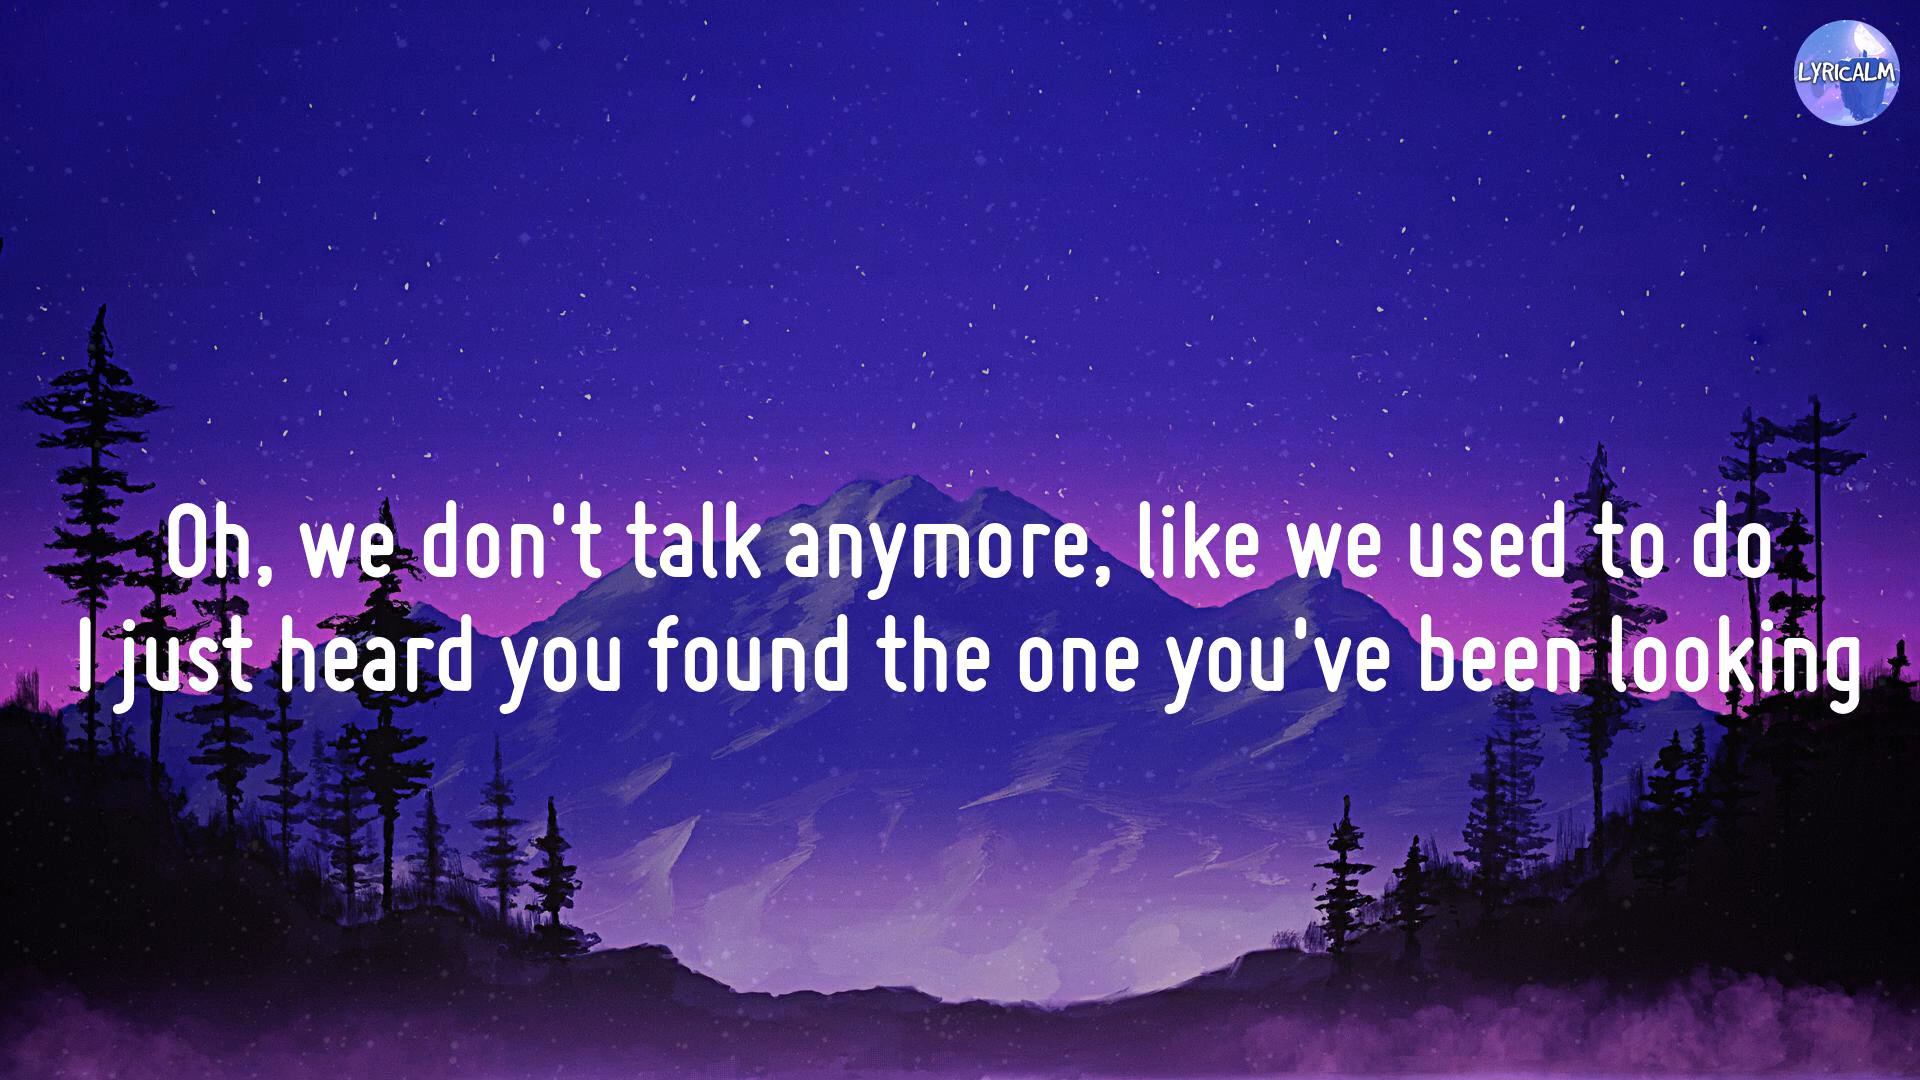 LYRICALM
Oh, we don't talk anymore, like we used to do
I just heard you found the one you've been looking